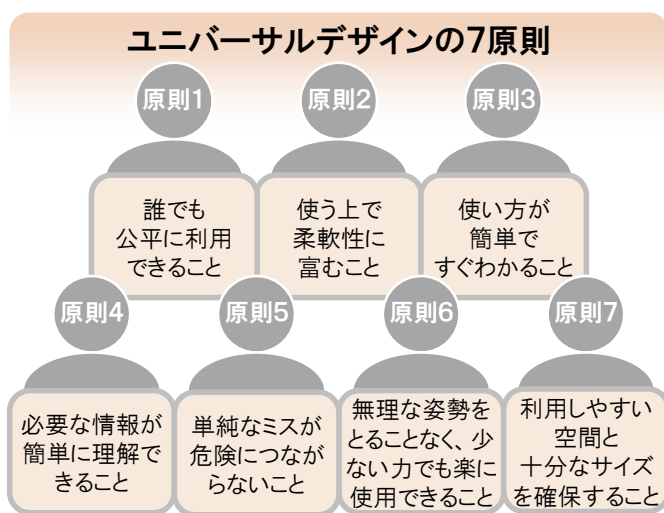 ユニバーサルデザインの7原則
原則1
誰でも
公平に利用
できること
原則2
使う上で
柔軟性に
富むこと
原則3
使い方が
簡単で
すぐわかること
原則4
必要な情報が
簡単に理解で
きること
原則5
単純なミスが
危険につなが
らないこと
原則6
無理な姿勢を
とることなく、少
ない力でも楽に
使用できること
原則7
利用しやすい
空間と
十分なサイズ
を確保すること